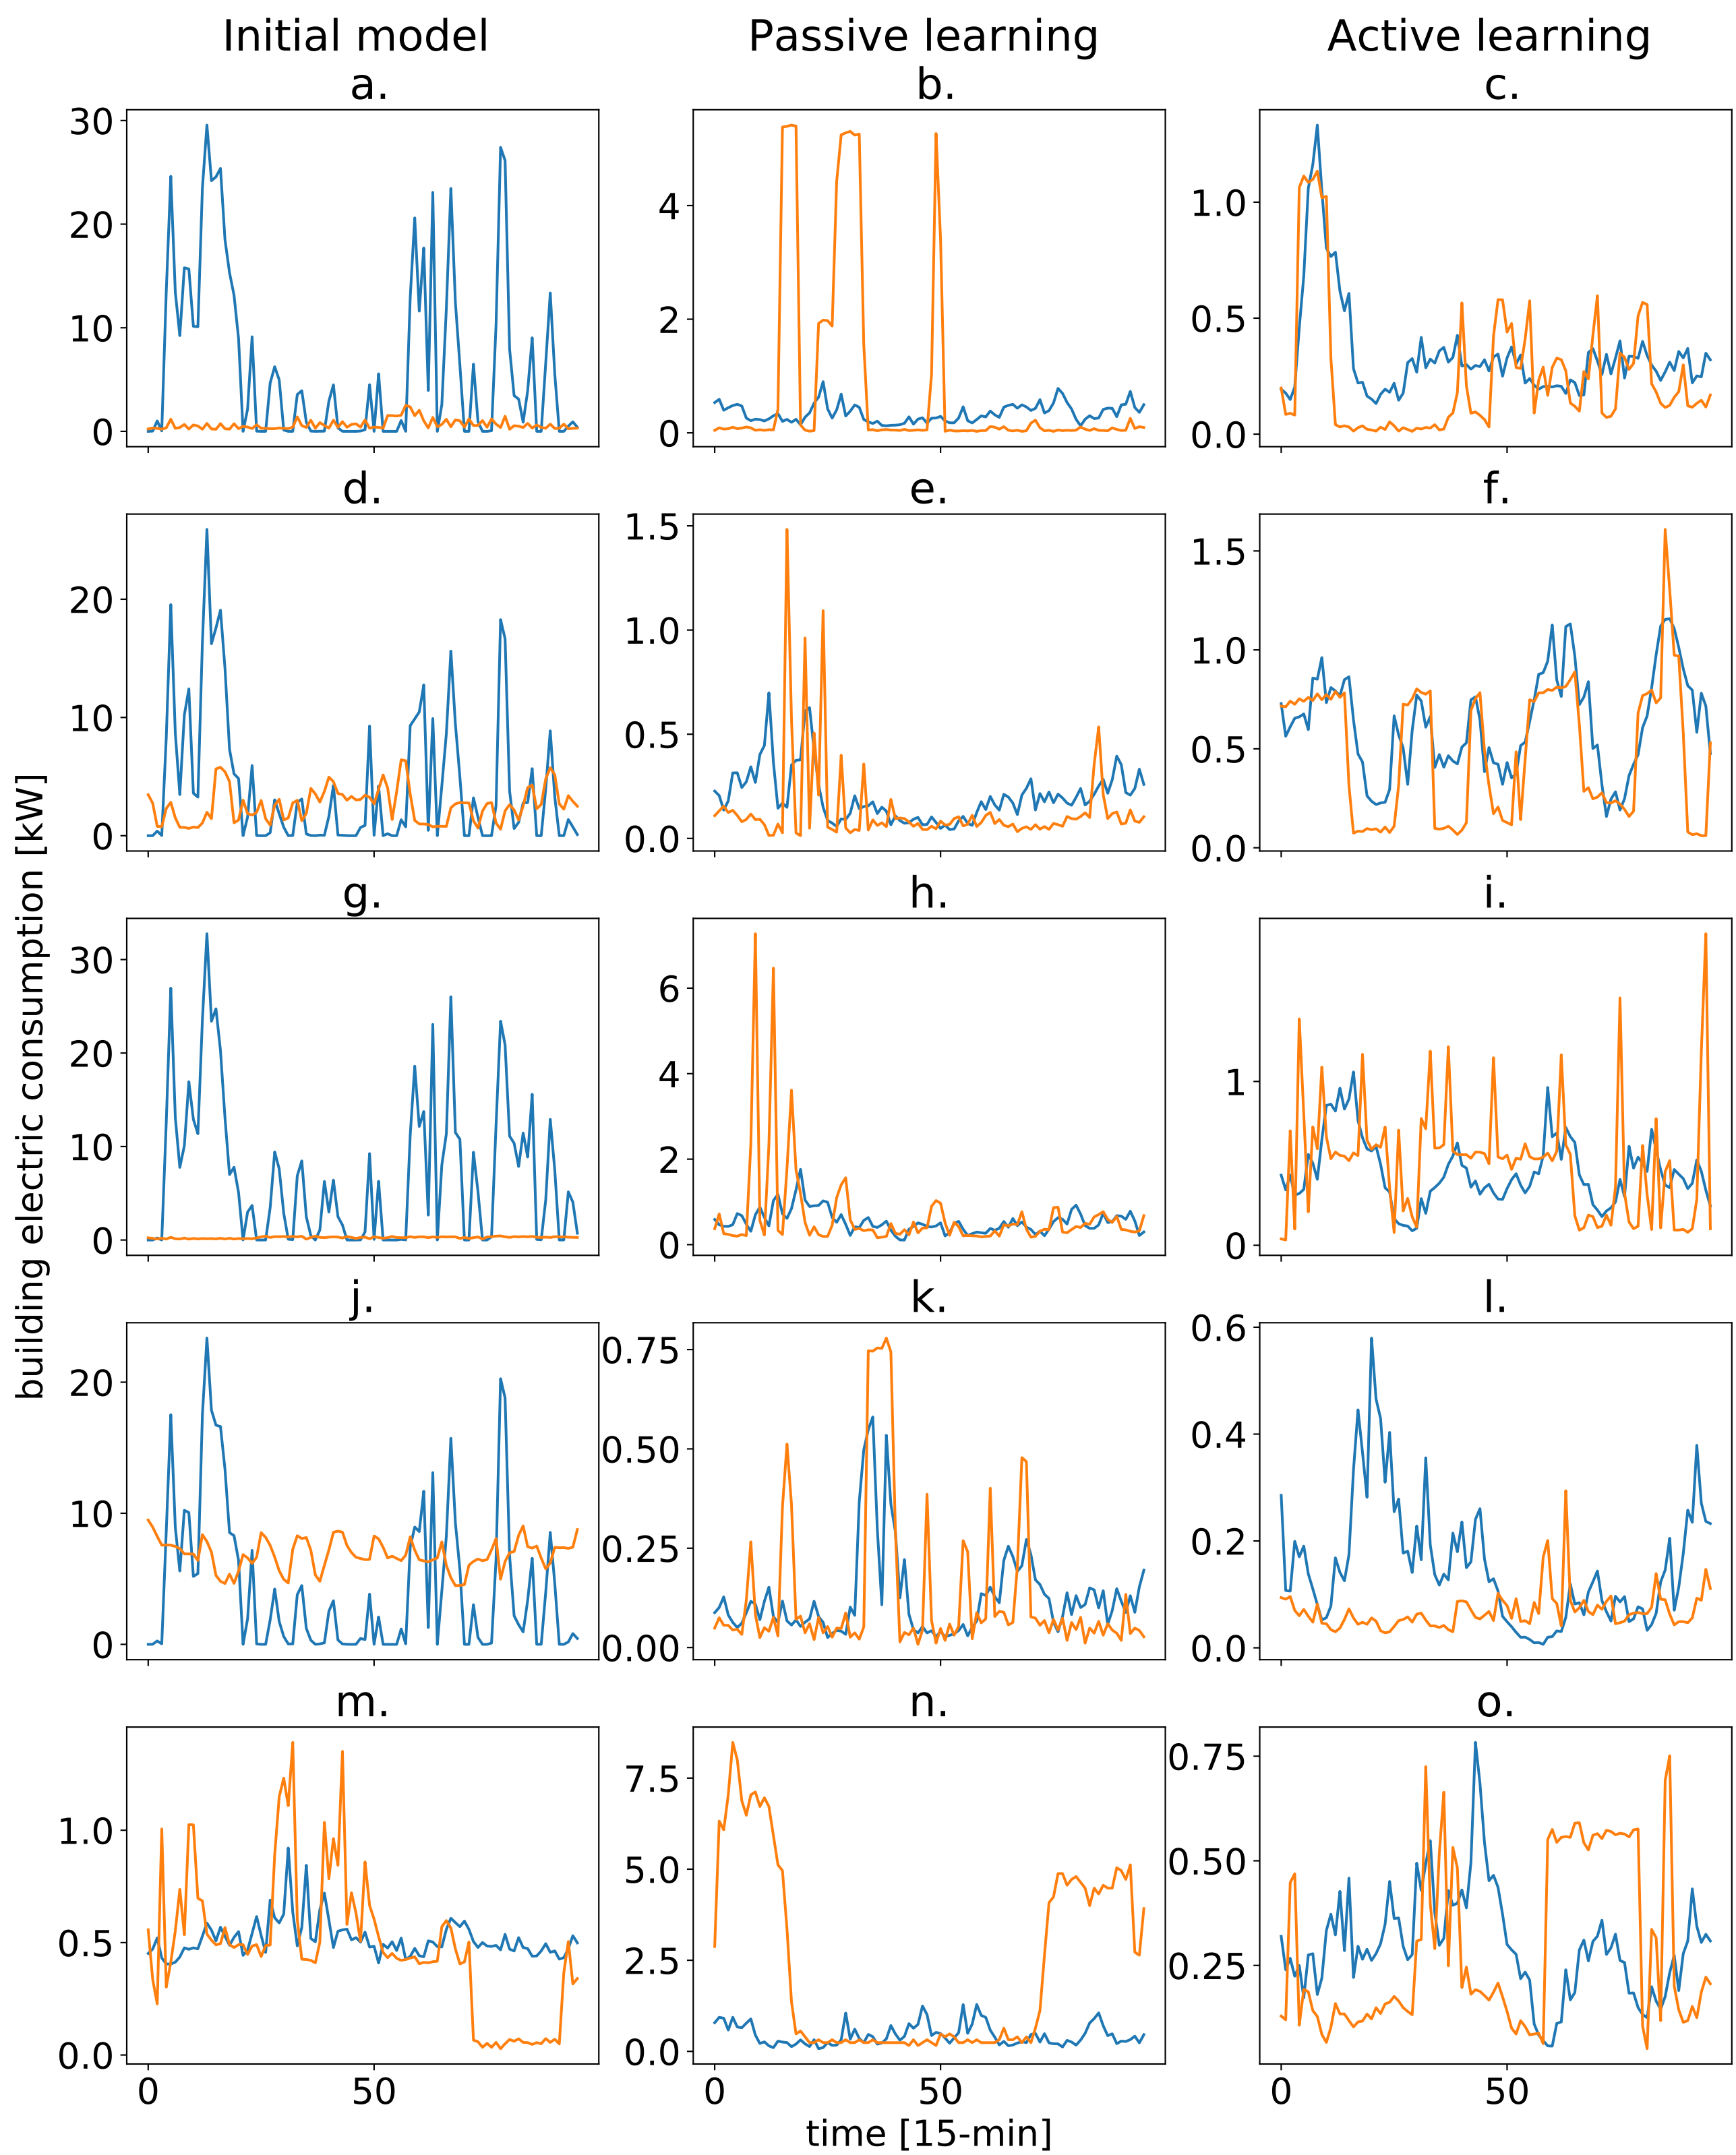 Initial model
Passive learning
Active learning
a.
b.
c.
30
20
10
0
4
2
0
1.0
0.5
0.0
d.
e.
f.
20
10
0
1.5
1.0
0.5
0.0
1.5
1.0
0.5
0.0
g.
h.
i.
30
20
10
0
6
4
2
0
1
0
j.
k.
l.
20
10
0
0.75
0.50
0.25
0.00
0.6
0.4
0.2
0.0
m.
n.
o.
1.0
0.5
0.0
7.5
5.0
2.5
0.0
0.75
0.50
0.25
0
50
0
50
0
50
building electric consumption [kW]
time [15-min]